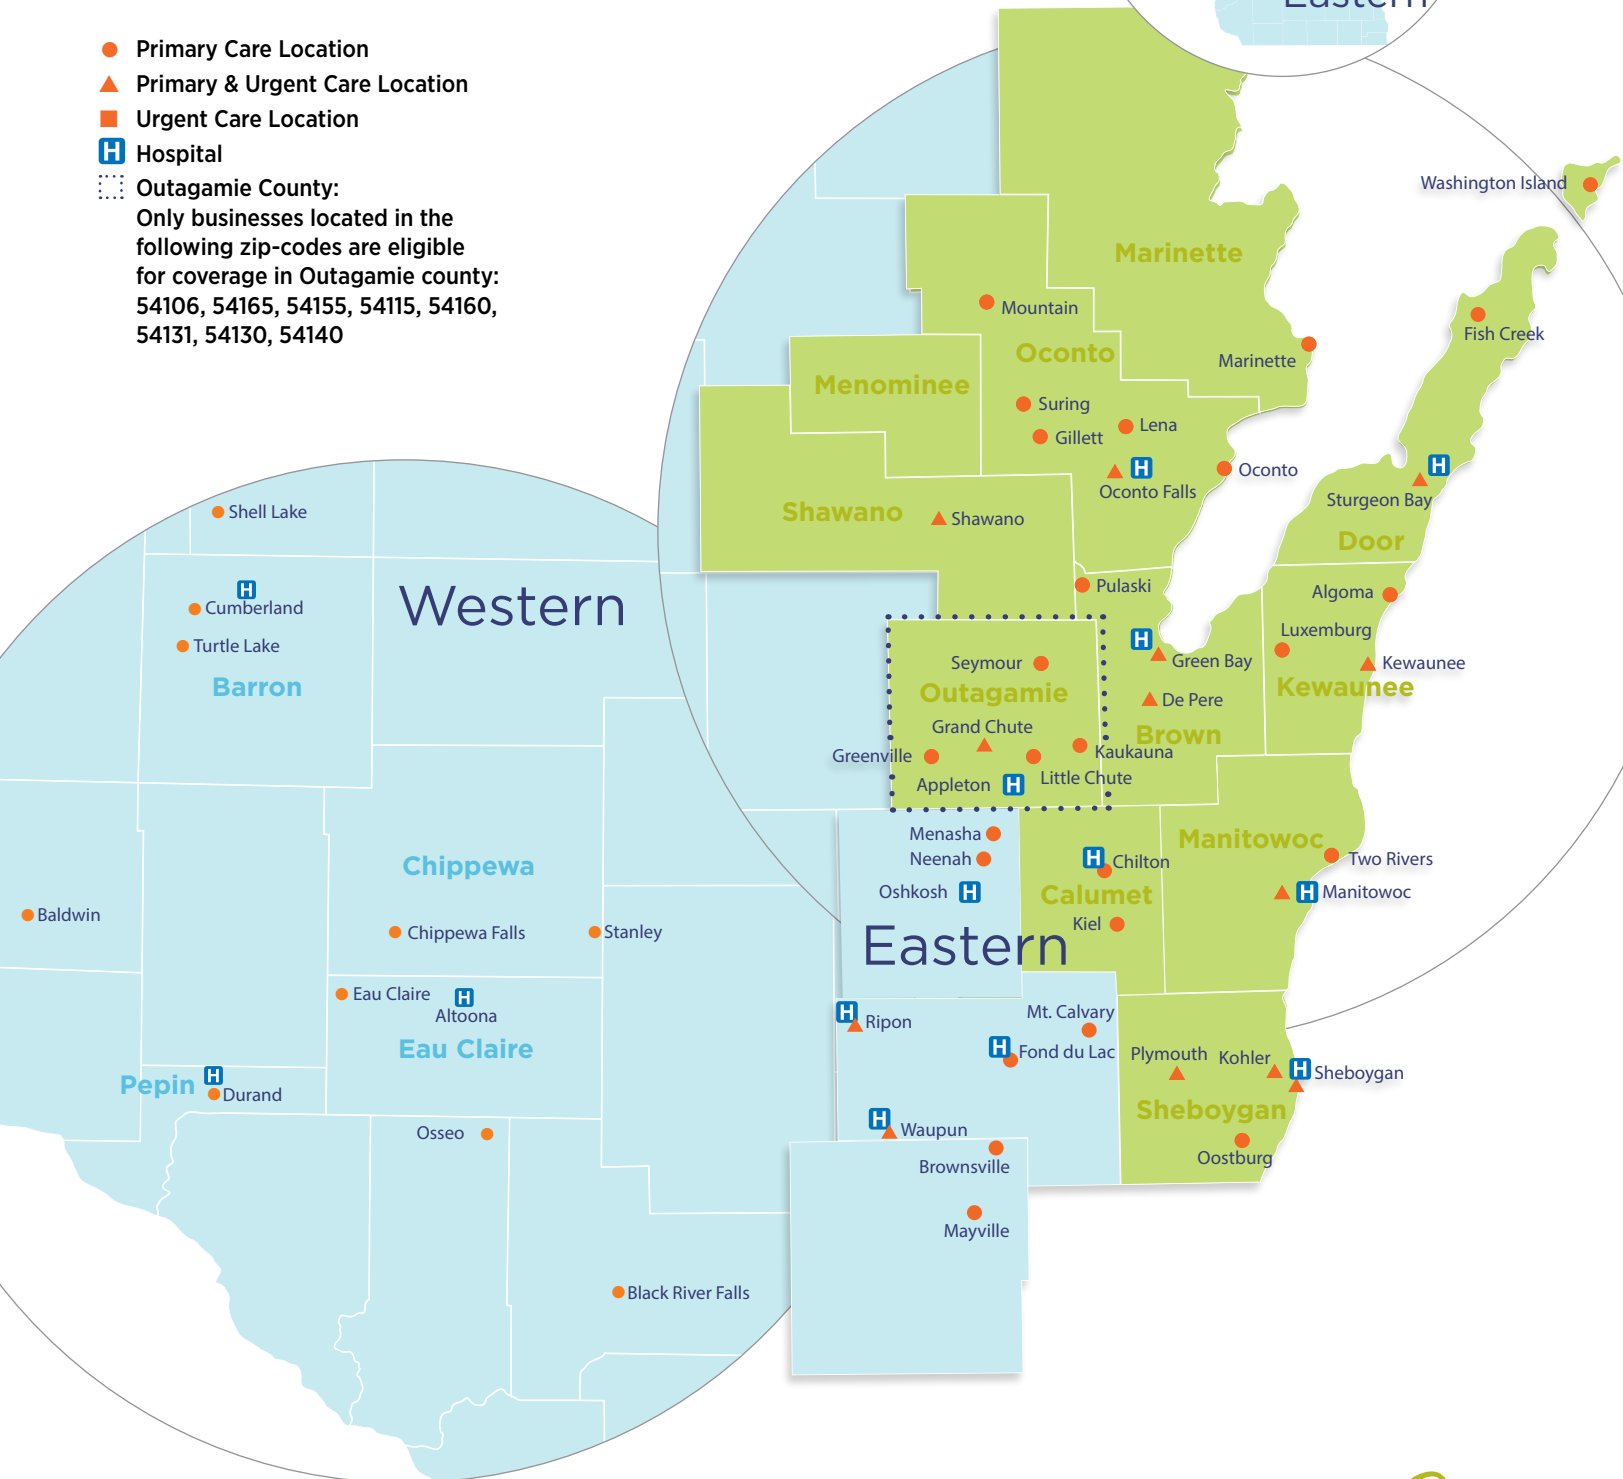 Eastern
Primary Care Location
Primary & Urgent Care Location
Urgent Care Location
H Hospital
Outagamie County:
Only businesses located in the
following zip-codes are eligible
for coverage in Outagamie county:
54106, 54165, 54155, 54115, 54160,
54131, 54130, 54140
Washington Island
Marinette
Mountain
Fish Creek
Oconto
Marinette
Menominee
Suring
Lena
Gillett
H
Oconto
H
Oconto Falls
Sturgeon Bay
Shawano
Shawano
Door
Shell Lake
Pulaski
Algoma
H
Cumberland
Western
Turtle Lake
Barron
Luxemburg
H
Green Bay
Kewaunee
Kewaunee
Seymour
Outagamie
De Pere
Brown
Grand Chute
Greenville
Kaukauna
Little Chute
Appleton H
Menasha
Neenah
Oshkosh H
H Chilton
Calumet
Kiel
Manitowoc
Two Rivers
H Manitowoc
Chippewa
Baldwin
Chippewa Falls
Stanley
Eastern
Eau Claire
H
Altoona
Eau Claire
H
Ripon
Mt. Calvary
H
Fond du Lac
Plymouth
Kohler
H Sheboygan
Sheboygan
Pepin
H
Durand
Osseo
H
Waupun
Brownsville
Oostburg
Mayville
Black River Falls